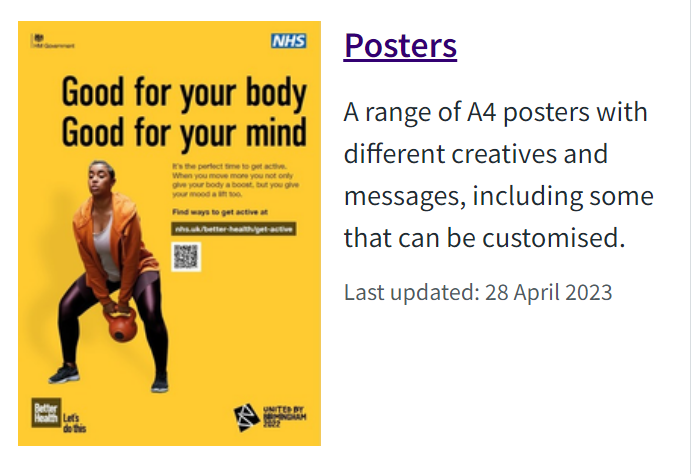 HM Government
NHS
Good for your body
Good for your mind
It's the perfect time to get active.
When you move more you not only
give your body a boost, but you give
your mood a lift too.
Find ways to get active at
nhs.uk/better-health/get-active
Better
Health
Let's
do this
UNITED BY
BIRMINGHAM
2022
Posters
A range of A4 posters with
different creatives and
messages, including some
that can be customised.
Last updated: 28 April 2023